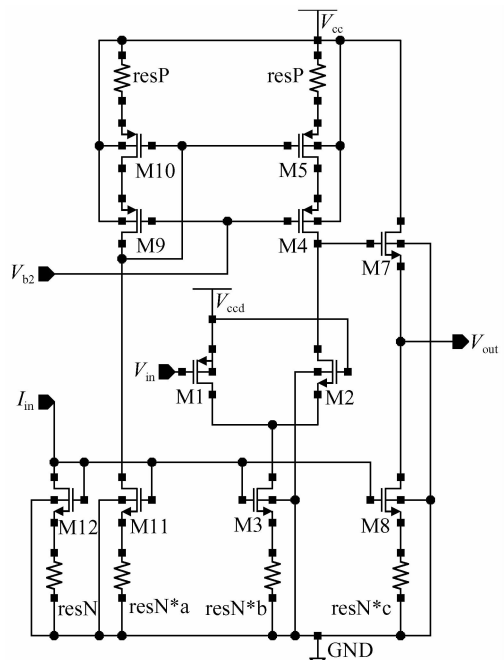 Vcc
resP
resP
M10
M5
M9
M4
M7
Vb2
Vccd
Vin
Vout
M1
M2
Iin
M12
M11
M3
M8
resN
resN*a
resN*b
resN*c
GND